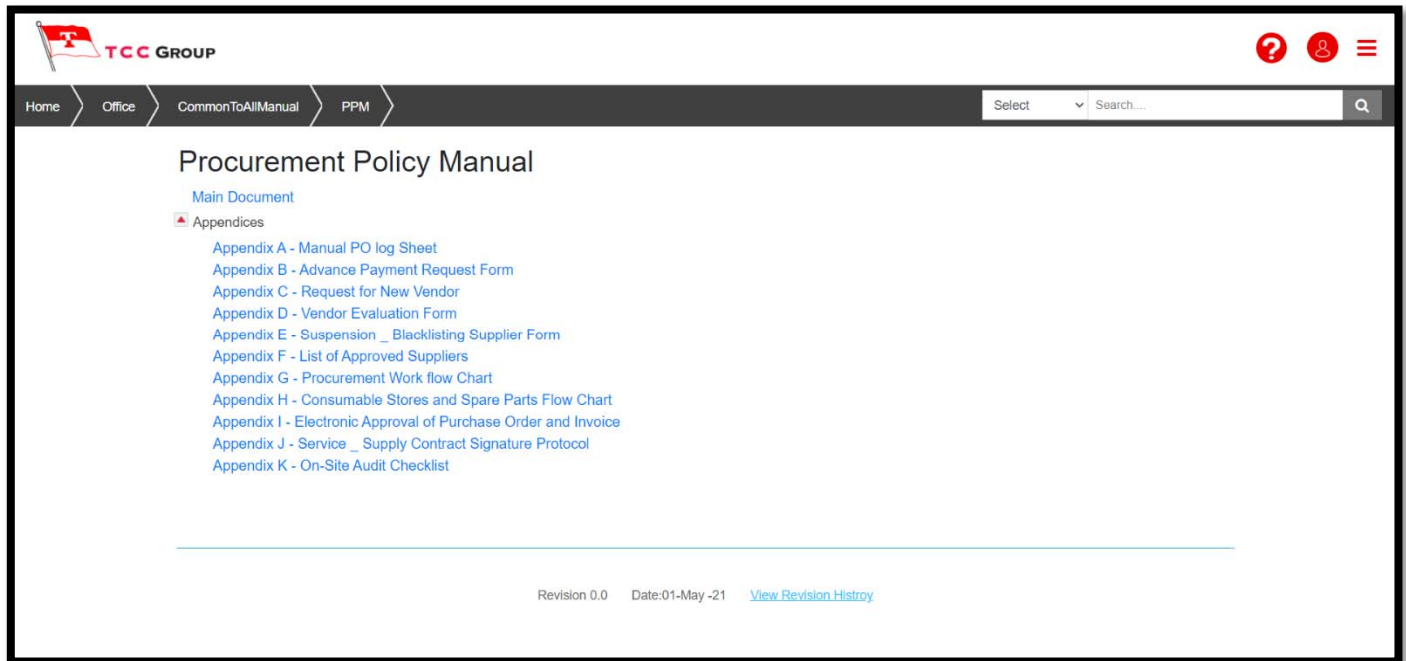 T
TCC GROUP
?
Home Office CommonToAllManual PPM Select Search....
Procurement Policy Manual
Main Document
Appendices
Appendix A - Manual PO log Sheet
Appendix B - Advance Payment Request Form
Appendix C - Request for New Vendor
Appendix D - Vendor Evaluation Form
Appendix E - Suspension _ Blacklisting Supplier Form
Appendix F - List of Approved Suppliers
Appendix G - Procurement Work flow Chart
Appendix H - Consumable Stores and Spare Parts Flow Chart
Appendix I - Electronic Approval of Purchase Order and Invoice
Appendix J - Service _ Supply Contract Signature Protocol
Appendix K - On-Site Audit Checklist
Revision 0.0 Date:01-May -21 View Revision Histroy